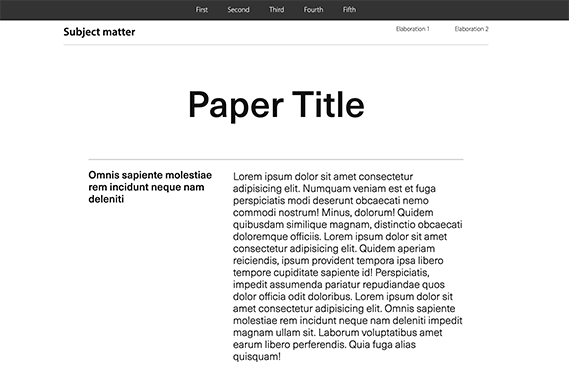 First Second Third Fourth Fifth
Subject matter
Elaboration 1 Elaboration 2
Paper Title
Omnis sapiente molestiae
rem incidunt neque nam
deleniti
Lorem ipsum dolor sit amet consectetur
adipisicing elit. Numquam veniam est et fuga
perspiciatis modi deserunt obcaecati nemo
commodi nostrum! Minus, dolorum! Quidem
quibusdam similique magnam, distinctio obcaecati
doloremque officiis. Lorem ipsum dolor sit amet
consectetur adipisicing elit. Quidem aperiam
reiciendis, ipsum provident tempora ipsa libero
tempore cupiditate sapiente id! Perspiciatis,
impedit assumenda pariatur repudiandae quos
dolor officia odit doloribus. Lorem ipsum dolor sit
amet consectetur adipisicing elit. Omnis sapiente
molestiae rem incidunt neque nam deleniti impedit
magnam ullam sit. Laborum voluptatibus amet
earum libero perferendis. Quia fuga alias
quisquam!